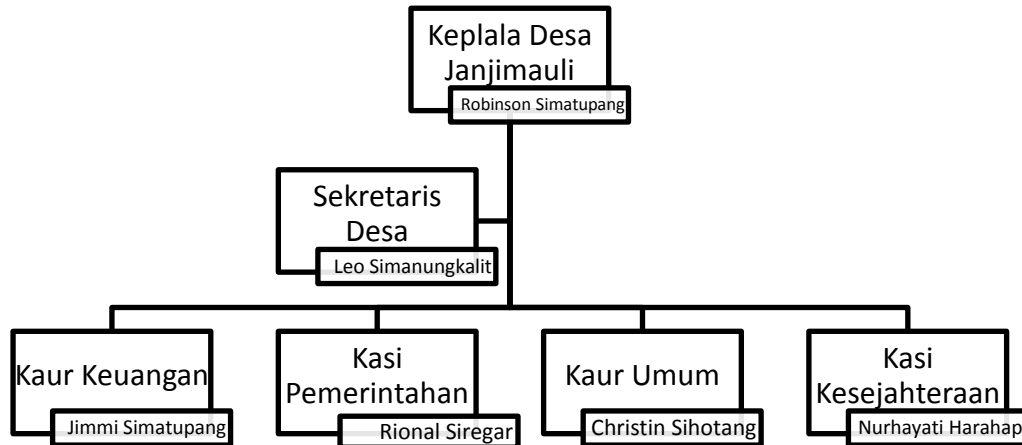 Keplala Desa
Janjimauli
Robinson Simatupang
Sekretaris
Desa
Leo Simanungkalit
Kaur Keuangan
Jimmi Simatupang
Kasi
Pemerintahan
Rional Siregar
Kaur Umum
Christin Sihotang
Kasi
Kesejahteraan
Nurhayati Harahap